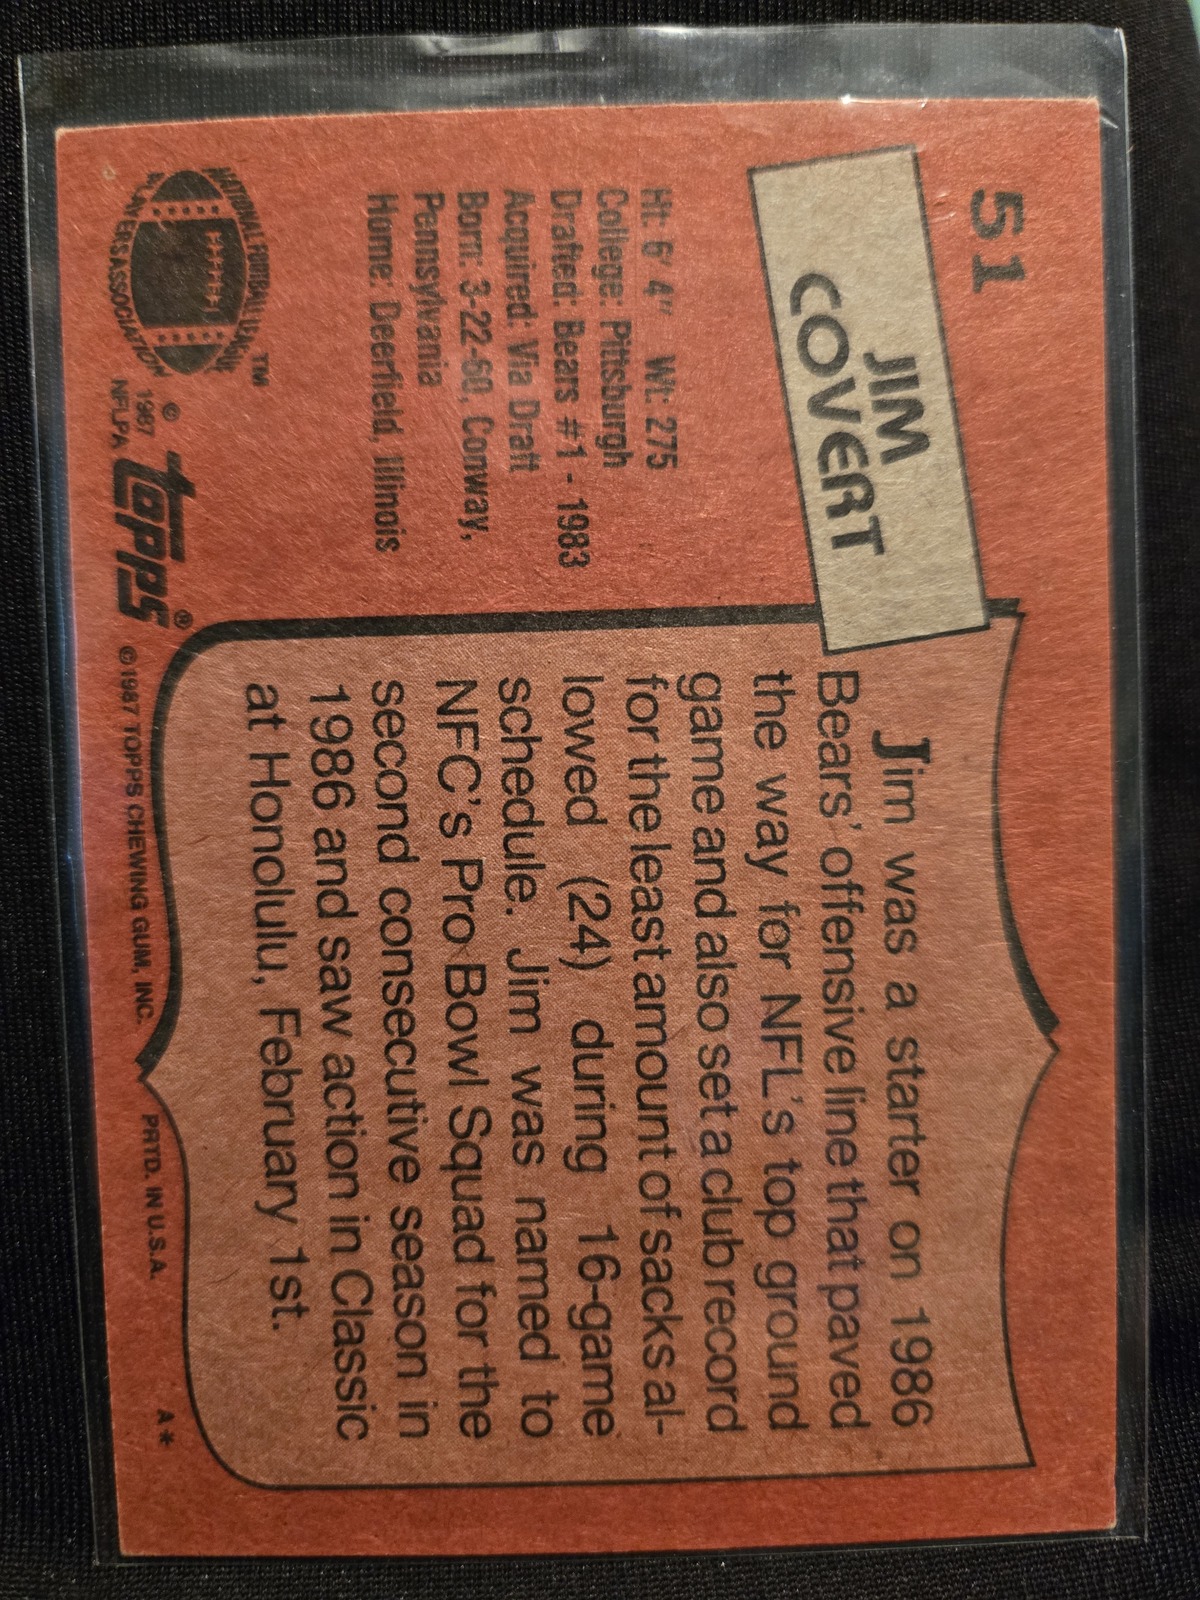 51
JIM
COVERT
Ht: 6' 4" Wt: 275
College: Pittsburgh
Drafted: Bears #1 - 1983
Acquired: Via Draft
Born: 3-22-60, Conway,
Pennsylvania
Home: Deerfield, Illinois
Jim was a starter on 1986
Bears' offensive line that paved
the way for NFL's top ground
game and also set a club record
for the least amount of sacks al-
lowed (24) during 16-game
schedule. Jim was named to
NFC's Pro Bowl Squad for the
second consecutive season in
1986 and saw action in Classic
at Honolulu, February 1st.
NATIONAL FOOTBALL LEAGUE
PLAYERS ASSOCIATION
TM
© 1987
NFLPA
topps®
©1987 TOPPS CHEWING GUM, INC. PRTD. IN U.S.A. A*